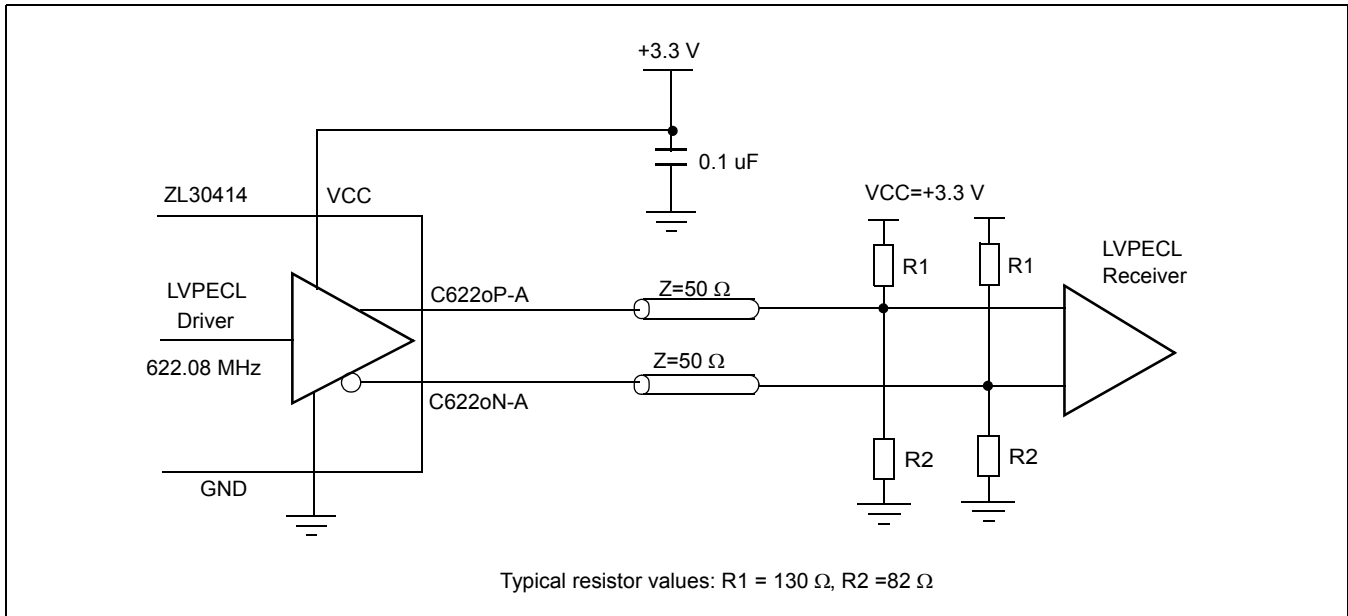 +3.3 V
0.1 uF
ZL30414
VCC
VCC=+3.3 V
R1
R1
LVPECL
Receiver
LVPECL
Driver
C622oP-A
Z=50 Ω
622.08 MHz
Z=50 Ω
C622oN-A
R2
R2
GND
Typical resistor values: R1 = 130 Ω, R2 =82 Ω